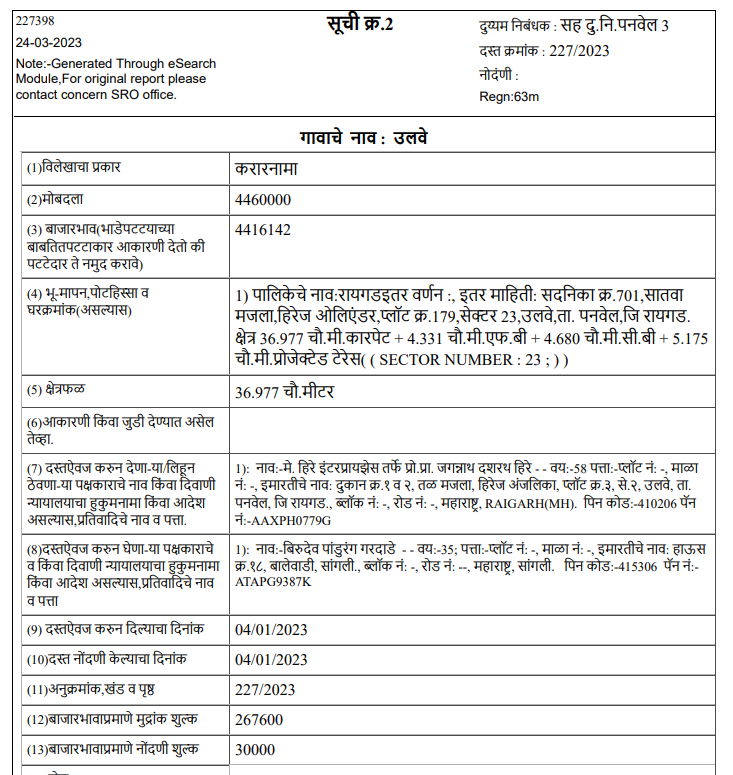 227398
24-03-2023
Note:-Generated Through eSearch
Module,For original report please
contact concern SRO office.
सूची क्र.2
दुय्यम निबंधक : सह दु.नि.पनवेल 3
दस्त क्रमांक : 227/2023
नोदंणी :
Regn:63m
गावाचे नाव : उलवे
(1)विलेखाचा प्रकार
करारनामा
(2)मोबदला
4460000
(3) बाजारभाव(भाडेपटटयाच्या
बाबतितपटटाकार आकारणी देतो की
पटटेदार ते नमुद करावे)
4416142
(4) भू-मापन,पोटहिस्सा व
घरक्रमांक(असल्यास)
1) पालिकेचे नाव:रायगडइतर वर्णन :, इतर माहिती: सदनिका क्र.701,सातवा
मजला,हिरेज ओलिएंडर,प्लॉट क्र.179,सेक्टर 23,उलवे,ता. पनवेल,जि रायगड.
क्षेत्र 36.977 चौ.मी.कारपेट + 4.331 चौ.मी.एफ.बी + 4.680 चौ.मी.सी.बी + 5.175
चौ.मी.प्रोजेक्टेड टेरेस( ( SECTOR NUMBER : 23 ; ) )
(5) क्षेत्रफळ
36.977 चौ.मीटर
(6)आकारणी किंवा जुडी देण्यात असेल
तेव्हा.
(7) दस्तऐवज करुन देणा-या/लिहून
ठेवणा-या पक्षकाराचे नाव किंवा दिवाणी
न्यायालयाचा हुकुमनामा किंवा आदेश
असल्यास,प्रतिवादिचे नाव व पत्ता.
1): नाव:-मे. हिरे इंटरप्रायझेस तर्फे प्रो.प्रा. जगन्नाथ दशरथ हिरे - - वय:-58 पत्ता:-प्लॉट नं: -, माळा
नं: -, इमारतीचे नाव: दुकान क्र.१ व २, तळ मजला, हिरेज अंजलिका, प्लॉट क्र.३, से.२, उलवे, ता.
पनवेल, जि रायगड., ब्लॉक नं: -, रोड नं: -, महाराष्ट्र, RAIGARH(MH). पिन कोड:-410206 पॅन
नं:-AAXPH0779G
(8)दस्तऐवज करुन घेणा-या पक्षकाराचे
व किंवा दिवाणी न्यायालयाचा हुकुमनामा
किंवा आदेश असल्यास,प्रतिवादिचे नाव
व पत्ता
1): नाव:-बिरुदेव पांडुरंग गरदाडे - - वय:-35; पत्ता:-प्लॉट नं: -, माळा नं: -, इमारतीचे नाव: हाऊस
क्र.१८, बालेवाडी, सांगली., ब्लॉक नं: -, रोड नं: --, महाराष्ट्र, सांगली. पिन कोड:-415306 पॅन नं:-
ATAPG9387K
(9) दस्तऐवज करुन दिल्याचा दिनांक
04/01/2023
(10)दस्त नोंदणी केल्याचा दिनांक
04/01/2023
(11)अनुक्रमांक,खंड व पृष्ठ
227/2023
(12)बाजारभावाप्रमाणे मुद्रांक शुल्क
267600
(13)बाजारभावाप्रमाणे नोंदणी शुल्क
30000